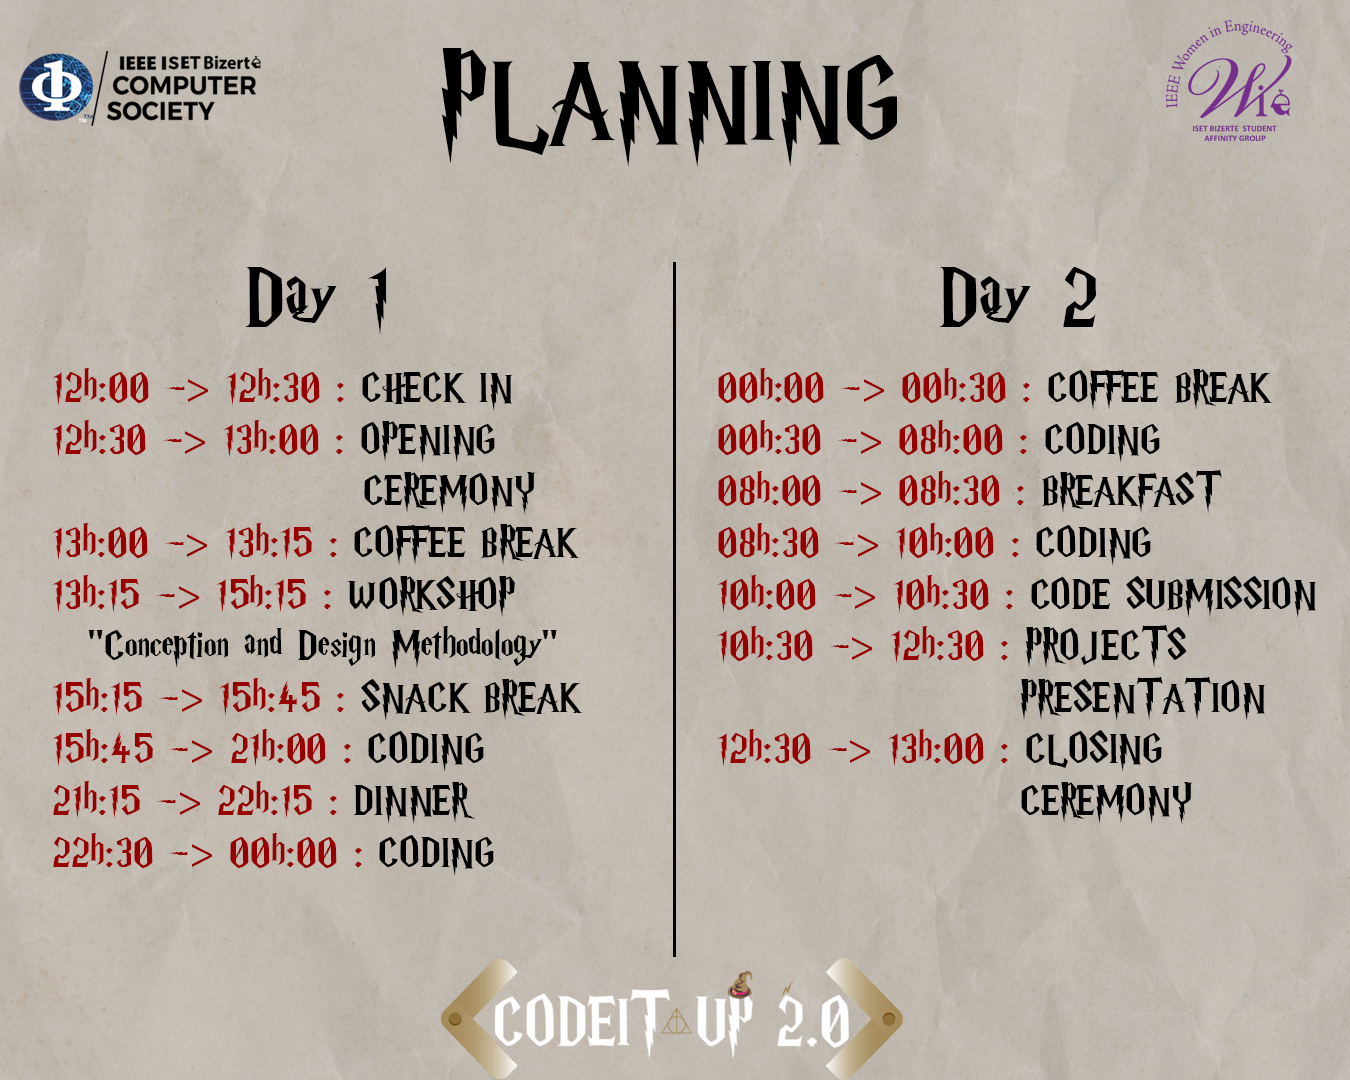 IEEE ISET Bizerte
COMPUTER
SOCIETY
PLANNING
IEEE Women in Engineering
Wie
ISET BIZERTE STUDENT
AFFINITY GROUP
Day 1
12h:00 -> 12h:30 : CHECK IN
12h:30 -> 13h:00 : OPENING
CEREMONY
13h:00 -> 13h:15 : COFFEE BREAK
13h:15 -> 15h:15 : WORKSHOP
"Conception and Design Methodology"
15h:15 -> 15h:45 : SNACK BREAK
15h:45 -> 21h:00 : CODING
21h:15 -> 22h:15 : DINNER
22h:30 -> 00h:00 : CODING
Day 2
00h:00 -> 00h:30 : COFFEE BREAK
00h:30 -> 08h:00 : CODING
08h:00 -> 08h:30 : BREAKFAST
08h:30 -> 10h:00 : CODING
10h:00 -> 10h:30 : CODE SUBMISSION
10h:30 -> 12h:30 : PROJECTS
PRESENTATION
12h:30 -> 13h:00 : CLOSING
CEREMONY
CODEIT UP 2.0